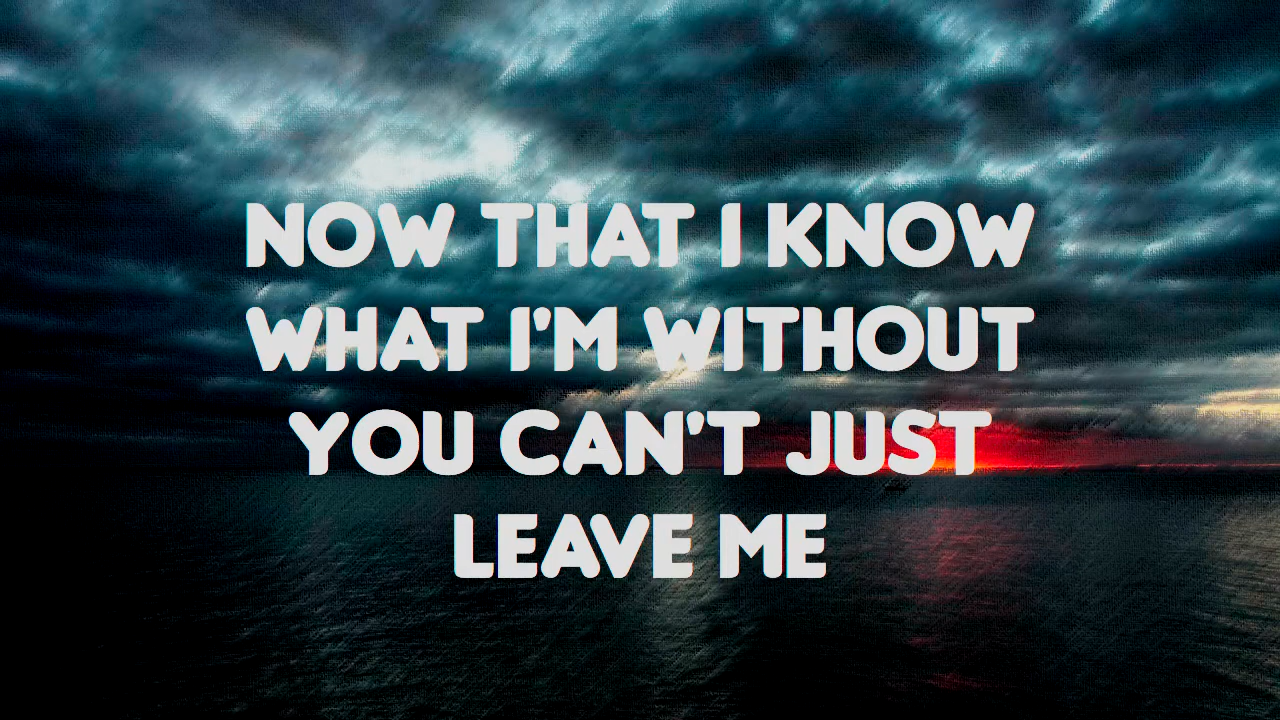 NOW THAT I KNOW
WHAT I'M WITHOUT
YOU CAN'T JUST
LEAVE ME